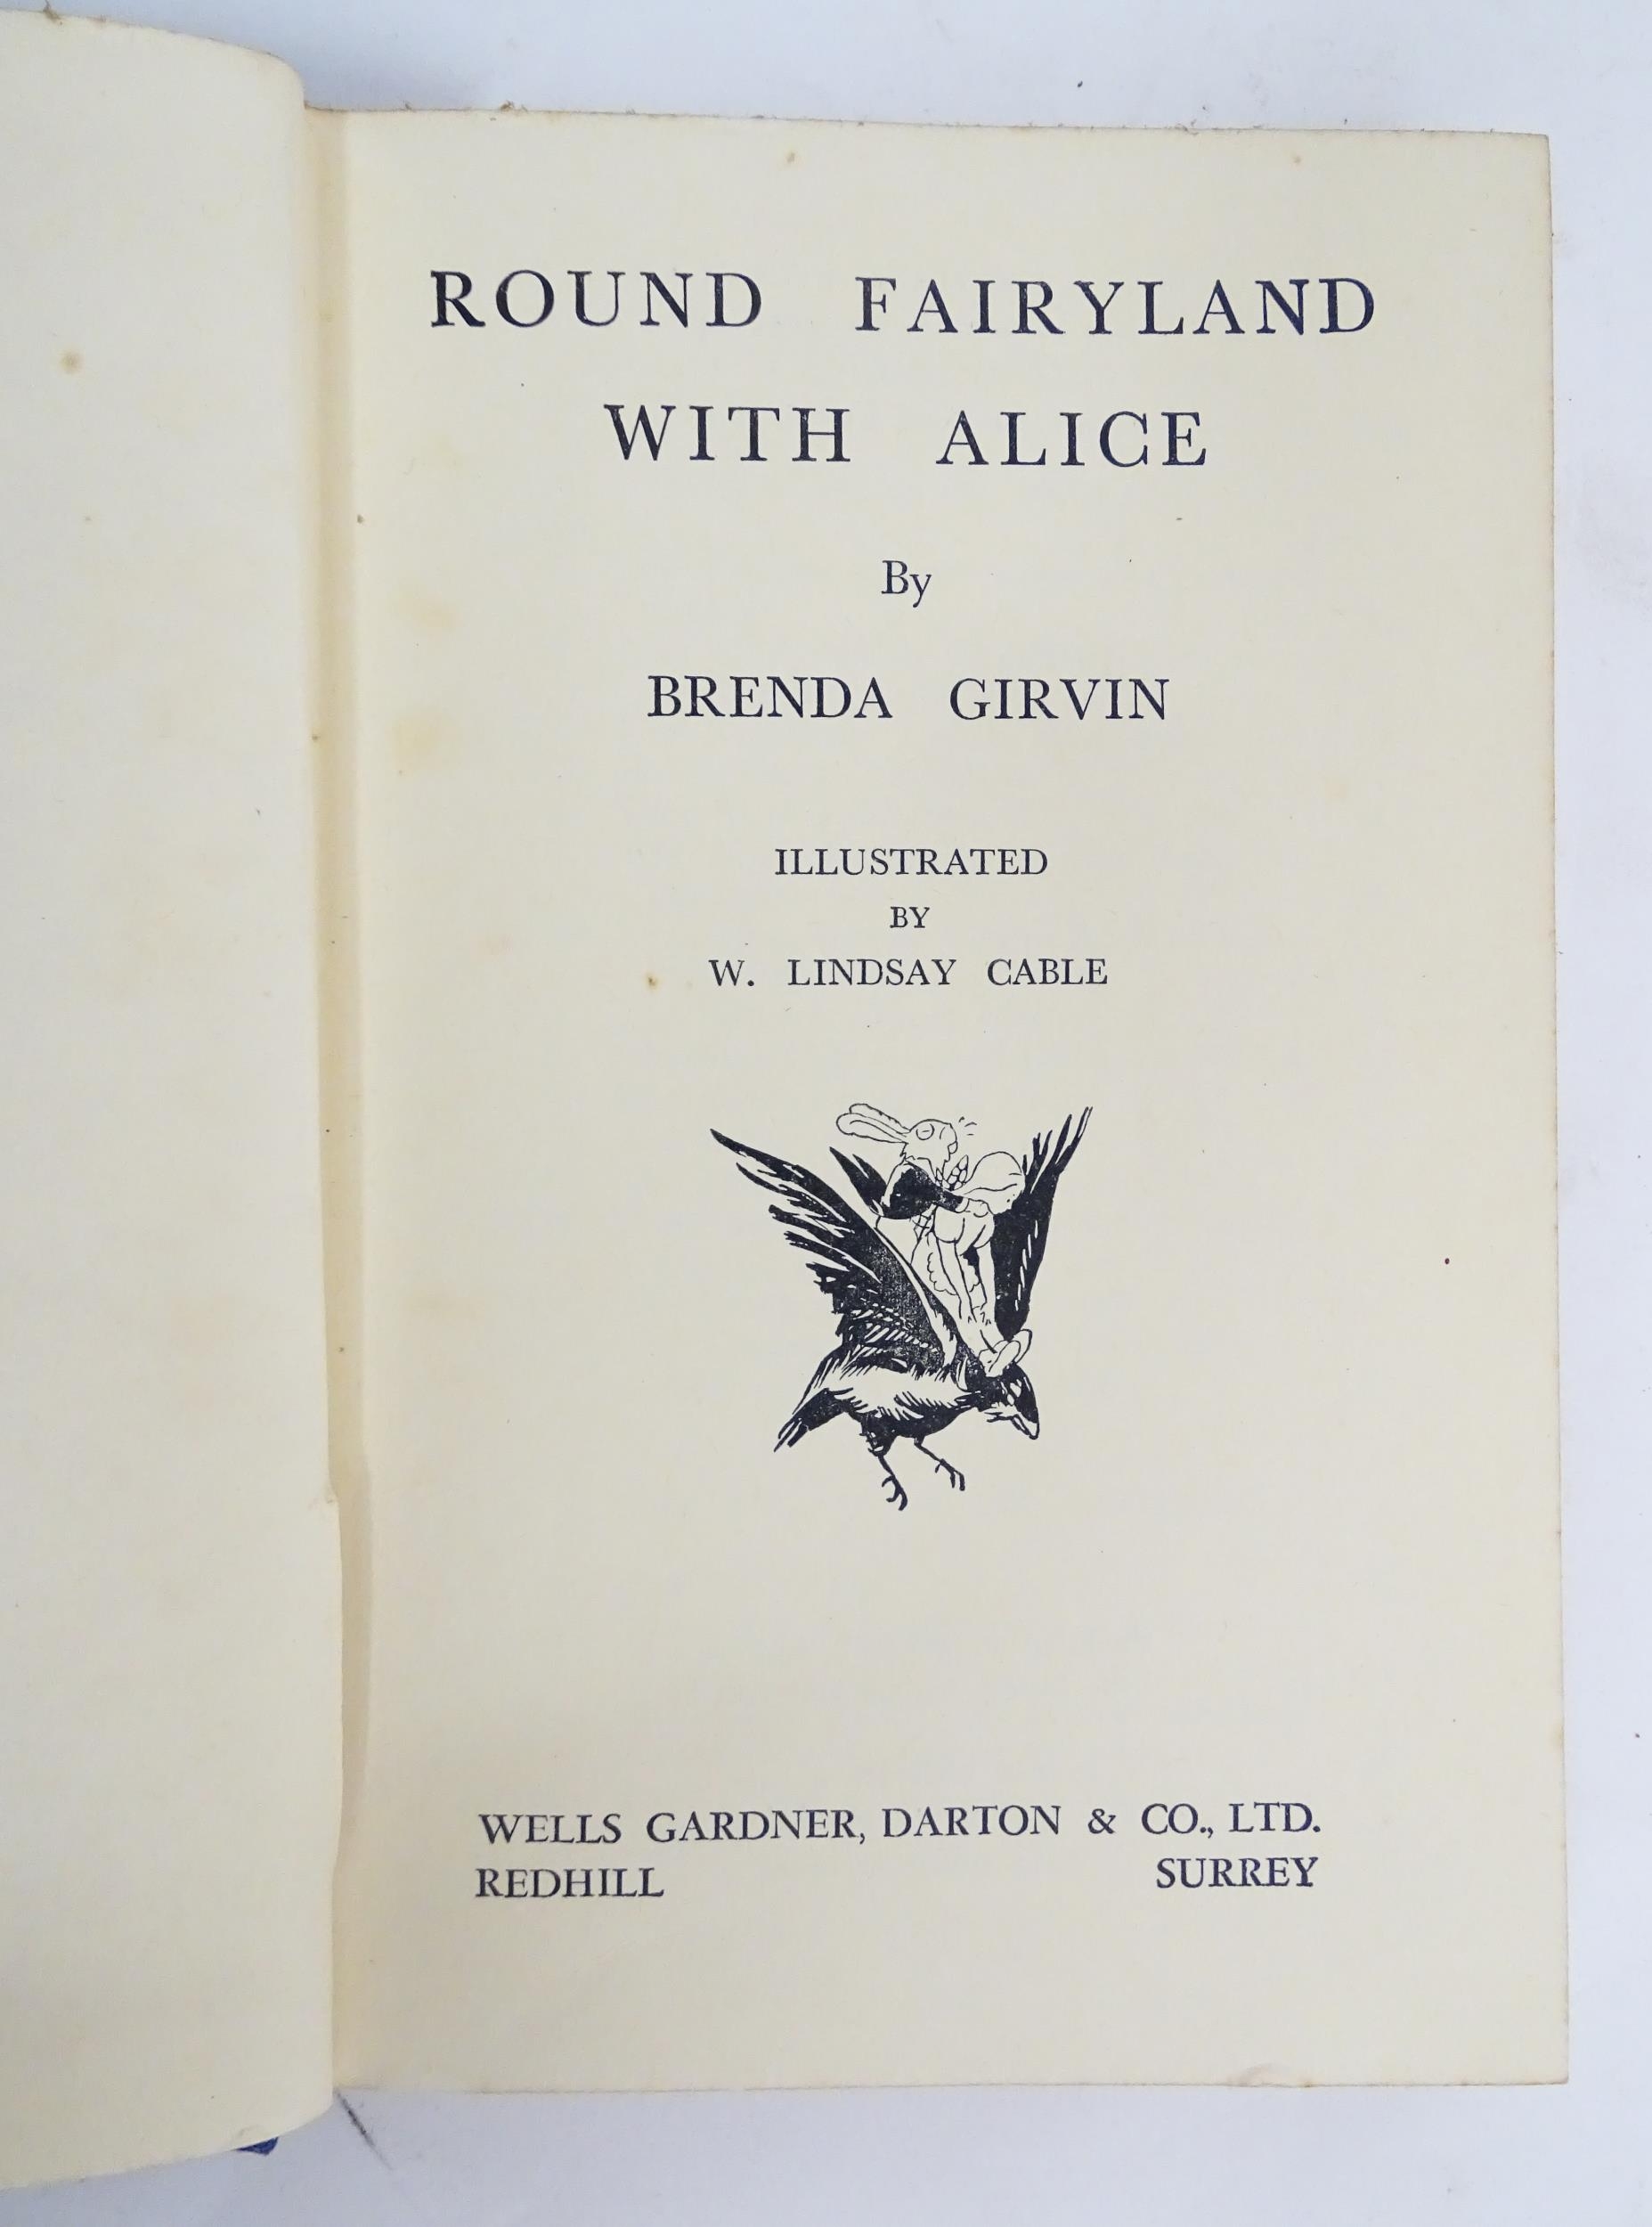 ROUND FAIRYLAND
WITH ALICE
By
BRENDA GIRVIN
ILLUSTRATED
BY
W. LINDSAY CABLE
WELLS GARDNER, DARTON & CO., LTD.
REDHILL SURREY